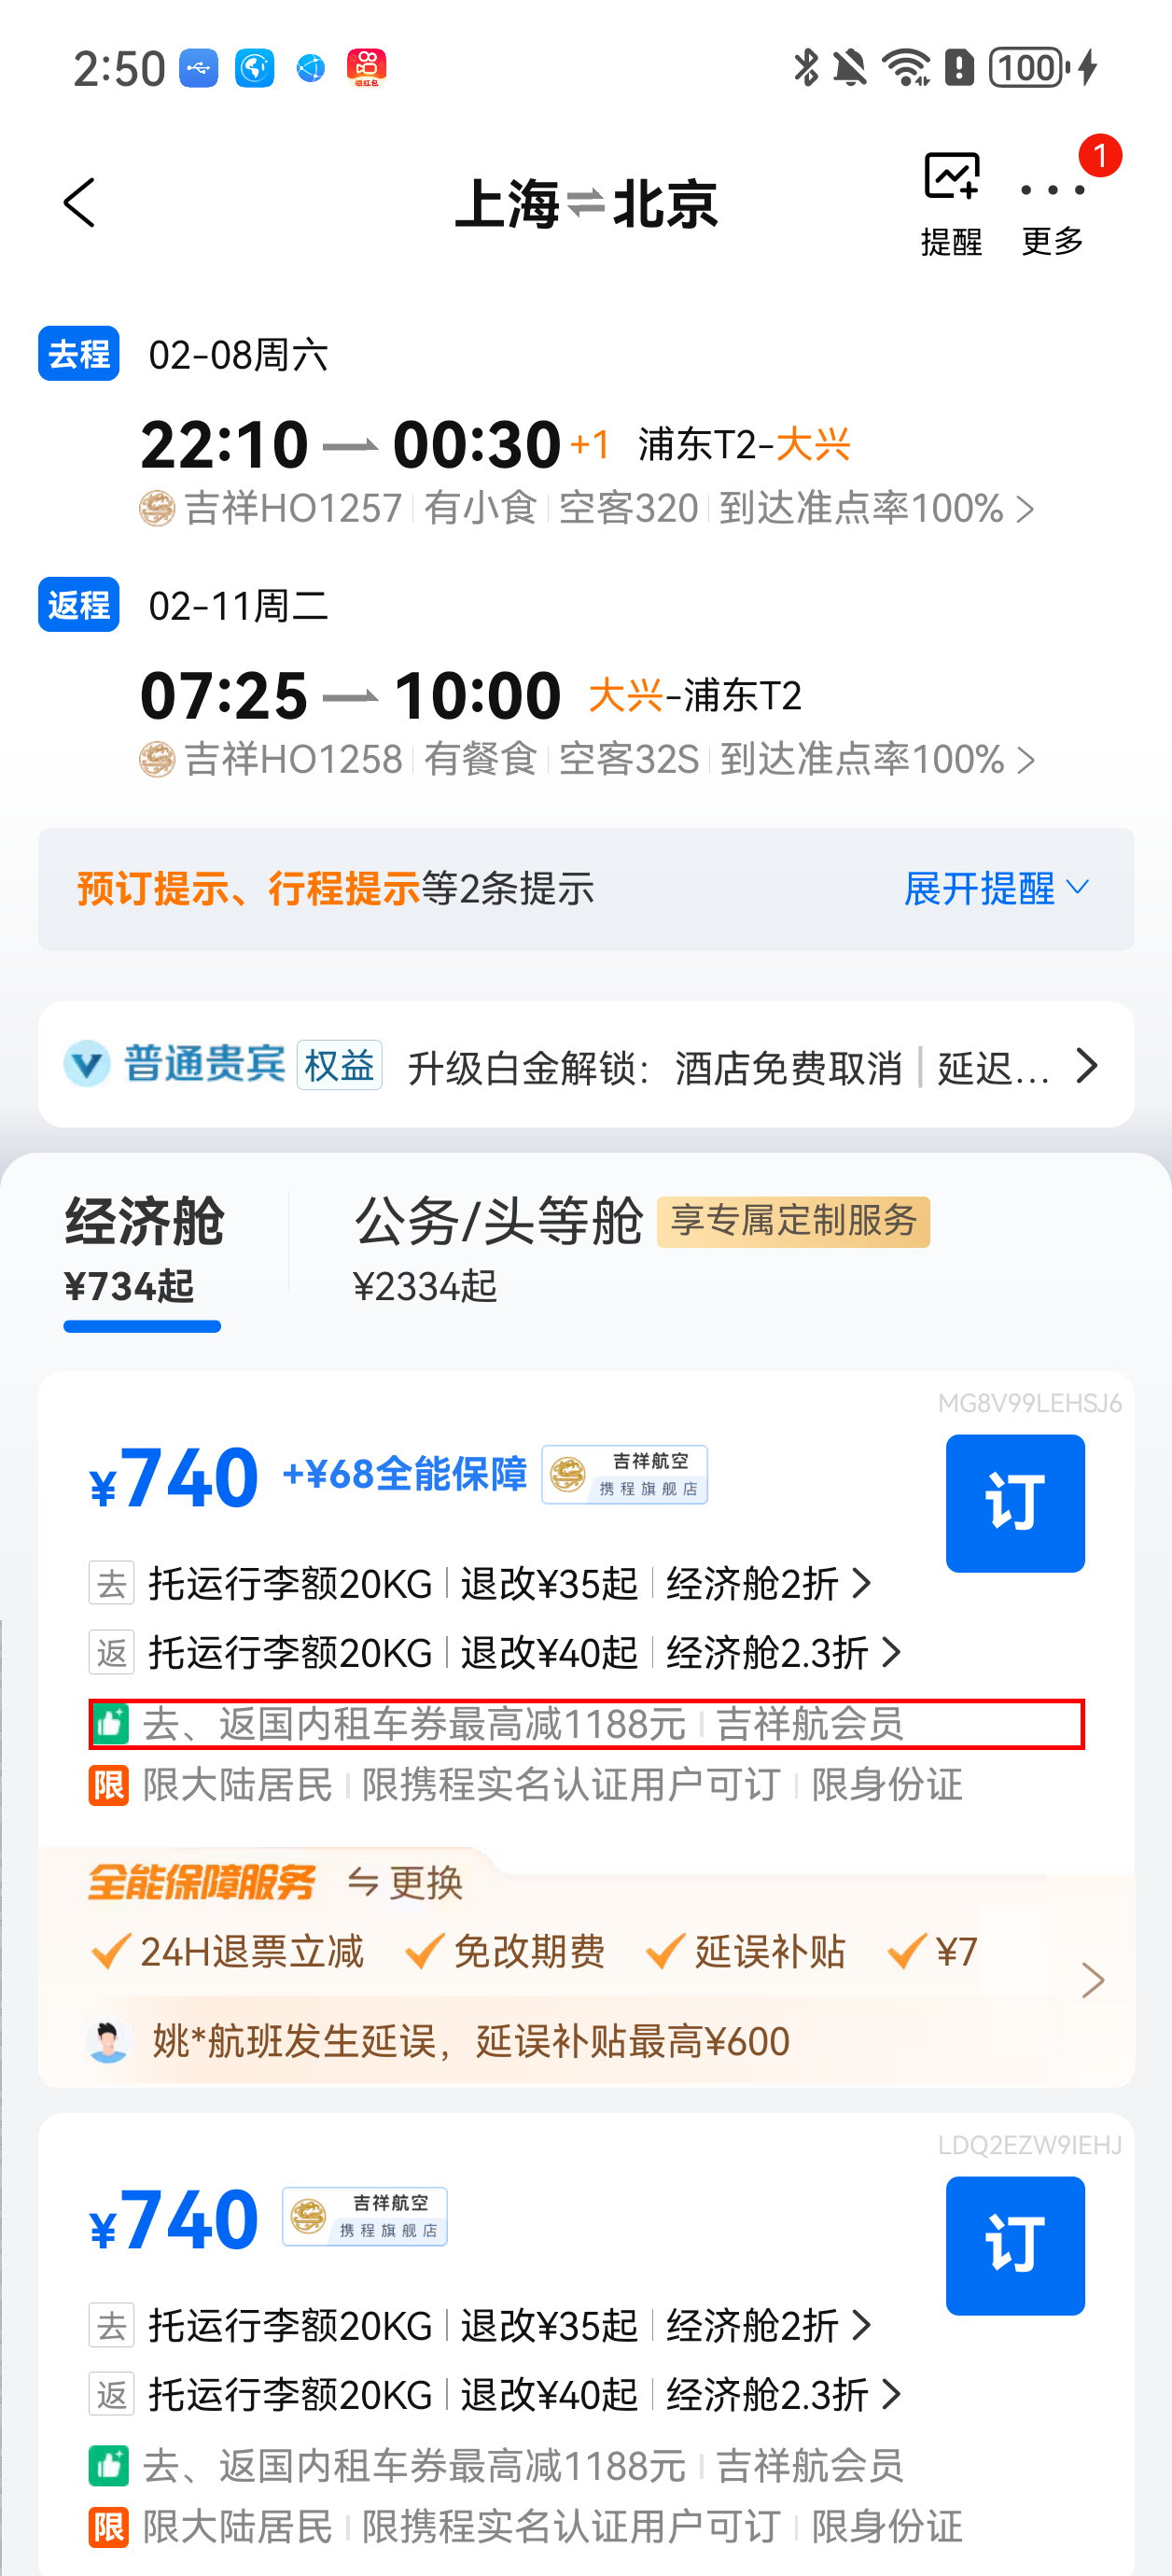 2:50 领红包 100
上海⇌北京
提醒 更多 1
去程 02-08周六
22:10 00:30 +1 浦东T2-大兴
吉祥HO1257 有小食 空客320 到达准点率100%
返程 02-11周二
07:25 10:00 大兴-浦东T2
吉祥HO1258 有餐食 空客32S 到达准点率100%
预订提示、行程提示等2条提示 展开提醒
普通贵宾 权益 升级白金解锁：酒店免费取消 | 延迟...
经济舱 公务/头等舱 享专属定制服务
¥734起 ¥2334起
MG8V99LEHSJ6
¥740 +¥68全能保障 吉祥航空 携程旗舰店 订
去 托运行李额20KG 退改¥35起 经济舱2折
返 托运行李额20KG 退改¥40起 经济舱2.3折
去、返国内租车券最高减1188元 吉祥航会员
限 限大陆居民 限携程实名认证用户可订 限身份证
全能保障服务 更换
24H退票立减 免改期费 延误补贴 ¥7
姚*航班发生延误，延误补贴最高¥600
LDQ2EZW9IEHJ
¥740 吉祥航空 携程旗舰店 订
去 托运行李额20KG 退改¥35起 经济舱2折
返 托运行李额20KG 退改¥40起 经济舱2.3折
去、返国内租车券最高减1188元 吉祥航会员
限 限大陆居民 限携程实名认证用户可订 限身份证